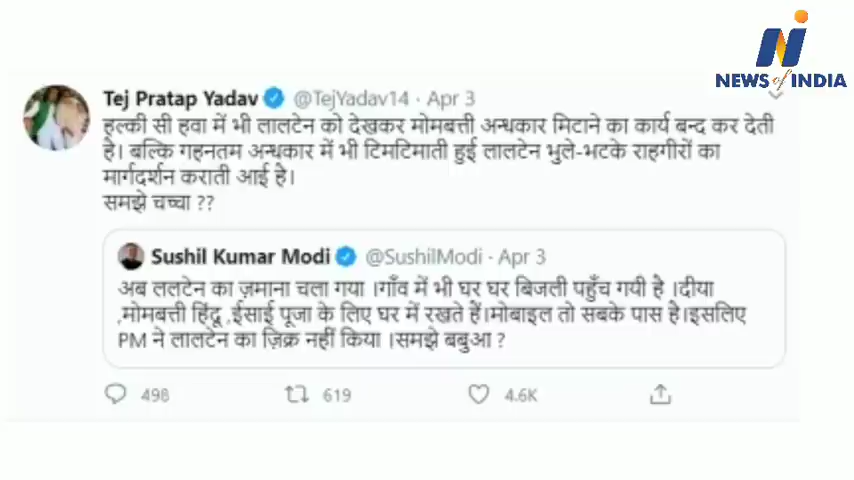 NEWS of INDIA
Tej Pratap Yadav @TejYadav14 · Apr 3
हल्की सी हवा में भी लालटेन को देखकर मोमबत्ती अन्धकार मिटाने का कार्य बन्द कर देती
है। बल्कि गहनतम अन्धकार में भी टिमटिमाती हुई लालटेन भुले-भटके राहगीरों का
मार्गदर्शन कराती आई है।
समझे चच्चा ??
Sushil Kumar Modi @SushilModi · Apr 3
अब ललटेन का ज़माना चला गया ।गाँव में भी घर घर बिजली पहुँच गयी है ।दीया
,मोमबत्ती हिंदू ,ईसाई पूजा के लिए घर में रखते हैं।मोबाइल तो सबके पास है।इसलिए
PM ने लालटेन का ज़िक्र नहीं किया ।समझे बबुआ ?
498 619 4.6K